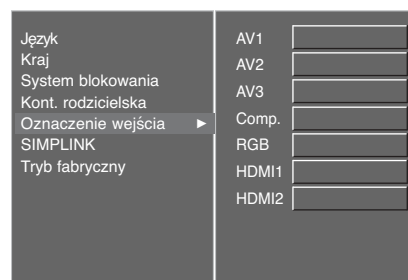 Język
Kraj
System blokowania
Kont. rodzicielska
Oznaczenie wejścia ►
SIMPLINK
Tryb fabryczny
AV1
AV2
AV3
Comp.
RGB
HDMI1
HDMI2